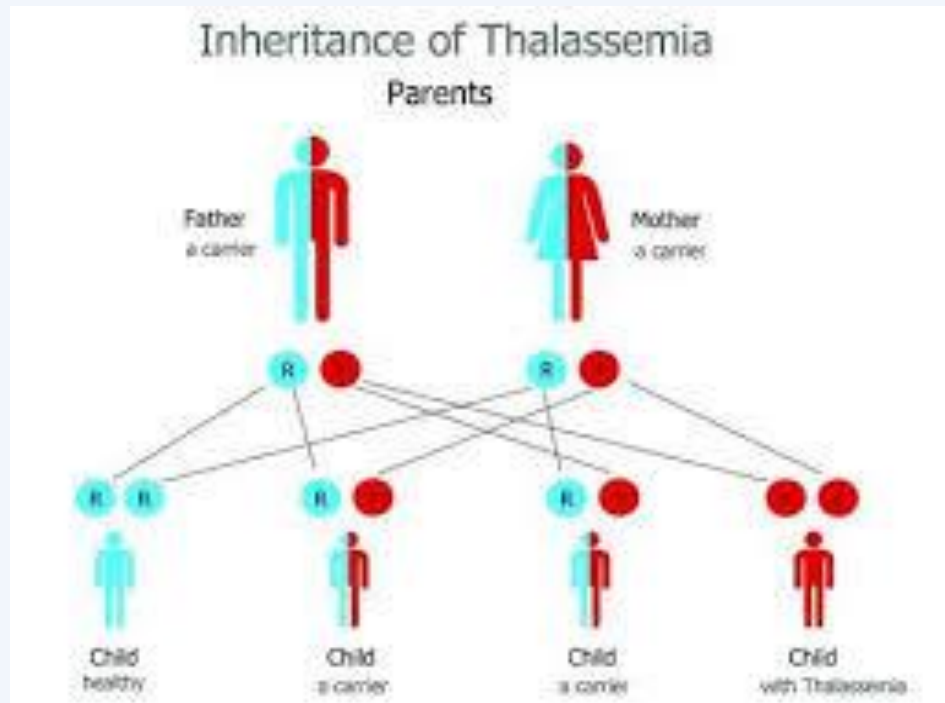 Inheritance of Thalassemia
Parents
Father
a carrier
Mother
a carrier
R
R
R R
R
R
Child
healthy
Child
a carrier
Child
a carrier
Child
with Thalassemia